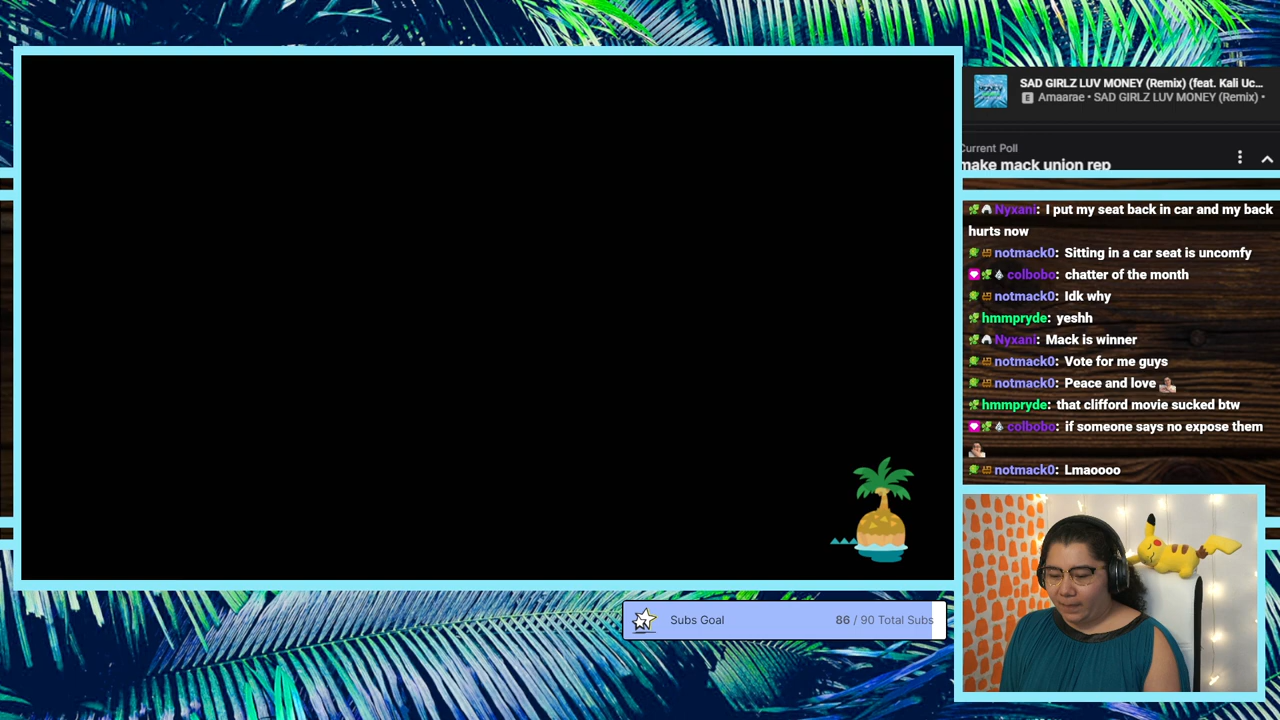 SAD GIRLZ LUV MONEY (Remix) (feat. Kali Uc...
E Amaarae • SAD GIRLZ LUV MONEY (Remix) •
Current Poll
make mack union rep
Nyxani: I put my seat back in car and my back
hurts now
notmack0: Sitting in a car seat is uncomfy
colbobo: chatter of the month
notmack0: Idk why
hmmpryde: yeshh
Nyxani: Mack is winner
notmack0: Vote for me guys
notmack0: Peace and love
hmmpryde: that clifford movie sucked btw
colbobo: if someone says no expose them
notmack0: Lmaoooo
Subs Goal 86 / 90 Total Subs